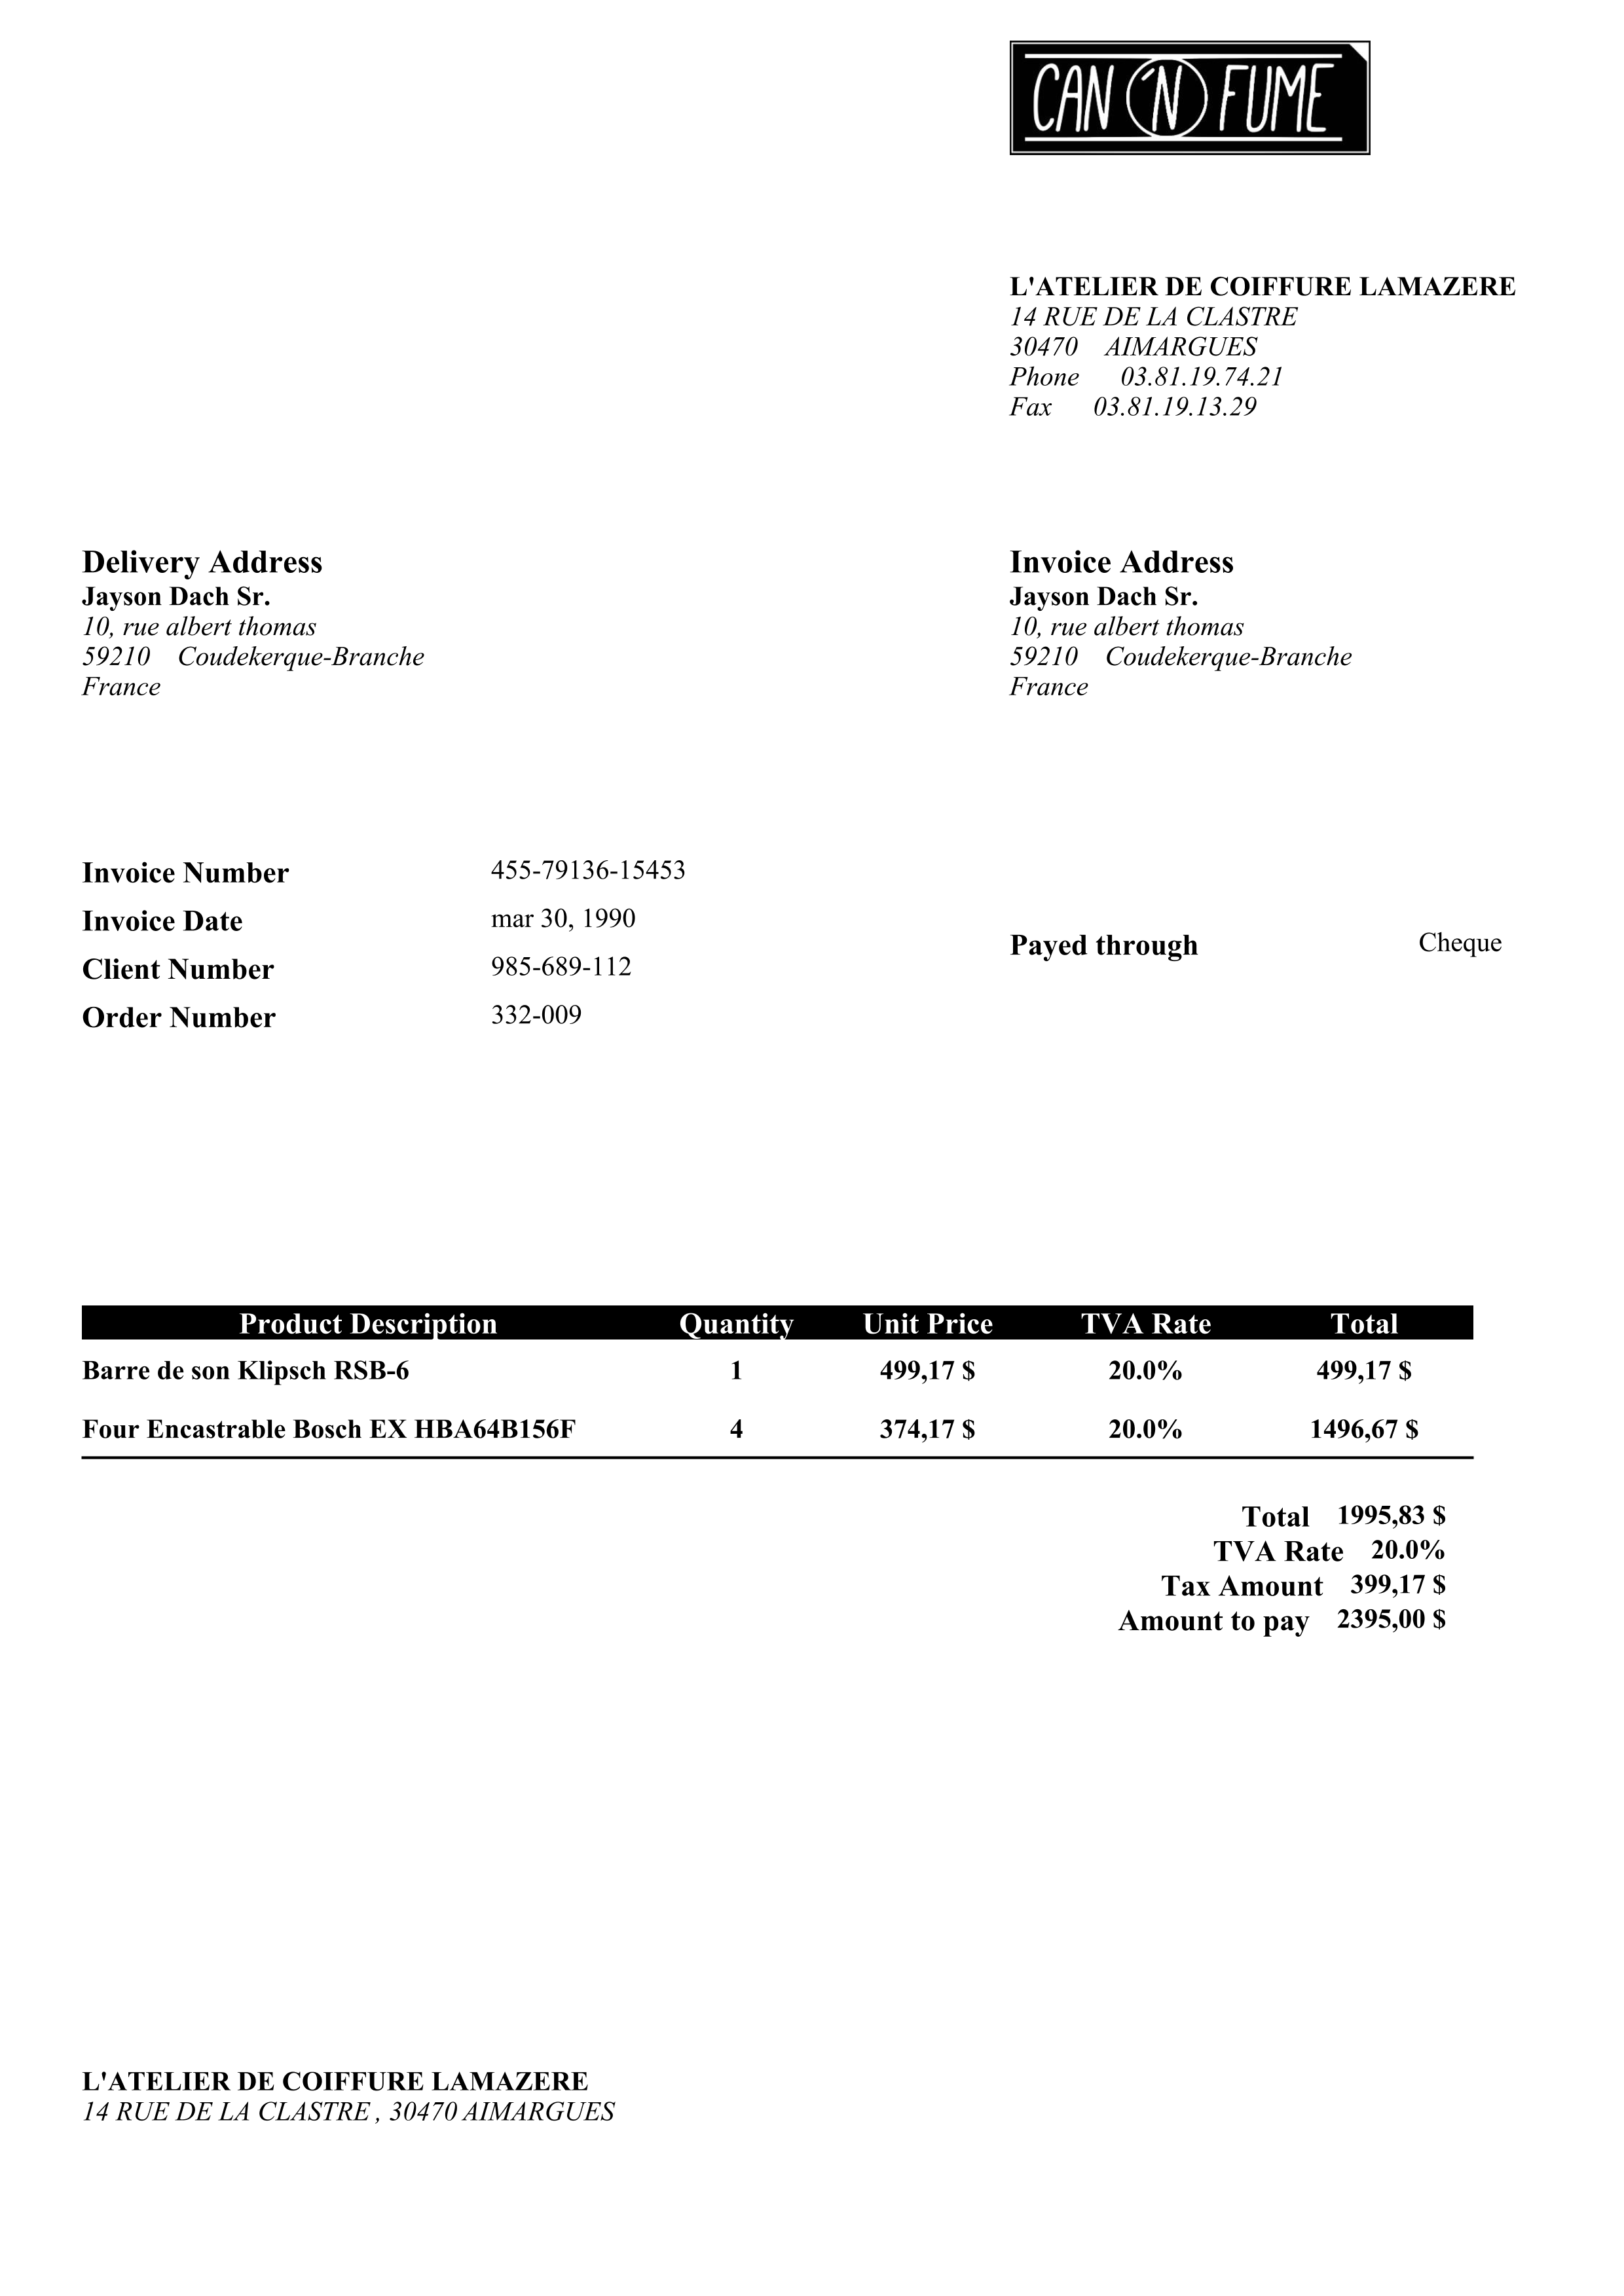 CAN 'N FUME
L'ATELIER DE COIFFURE LAMAZERE
14 RUE DE LA CLASTRE
30470 AIMARGUES
Phone 03.81.19.74.21
Fax 03.81.19.13.29
Delivery Address
Jayson Dach Sr.
10, rue albert thomas
59210 Coudekerque-Branche
France
Invoice Address
Jayson Dach Sr.
10, rue albert thomas
59210 Coudekerque-Branche
France
Invoice Number 455-79136-15453
Invoice Date mar 30, 1990
Client Number 985-689-112
Order Number 332-009
Payed through Cheque
Product Description Quantity Unit Price TVA Rate Total
Barre de son Klipsch RSB-6 1 499,17 $ 20.0% 499,17 $
Four Encastrable Bosch EX HBA64B156F 4 374,17 $ 20.0% 1496,67 $
Total 1995,83 $
TVA Rate 20.0%
Tax Amount 399,17 $
Amount to pay 2395,00 $
L'ATELIER DE COIFFURE LAMAZERE
14 RUE DE LA CLASTRE , 30470 AIMARGUES